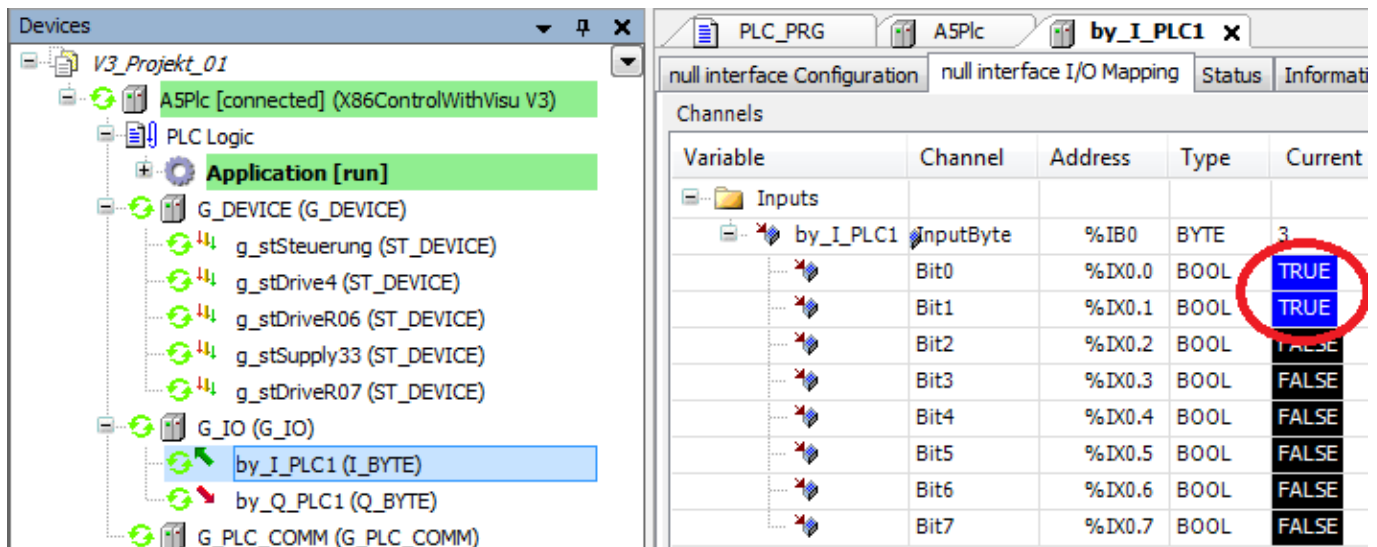 Devices
V3_Projekt_01
A5Plc [connected] (X86ControlWithVisu V3)
PLC Logic
Application [run]
G_DEVICE (G_DEVICE)
g_stSteuerung (ST_DEVICE)
g_stDrive4 (ST_DEVICE)
g_stDriveR06 (ST_DEVICE)
g_stSupply33 (ST_DEVICE)
g_stDriveR07 (ST_DEVICE)
G_IO (G_IO)
by_I_PLC1 (I_BYTE)
by_Q_PLC1 (Q_BYTE)
G_PLC_COMM (G_PLC_COMM)
PLC_PRG A5Plc by_I_PLC1 x
null interface Configuration null interface I/O Mapping Status Informati
Channels
Variable Channel Address Type Current
Inputs
by_I_PLC1 InputByte %IB0 BYTE 3
Bit0 %IX0.0 BOOL TRUE
Bit1 %IX0.1 BOOL TRUE
Bit2 %IX0.2 BOOL FALSE
Bit3 %IX0.3 BOOL FALSE
Bit4 %IX0.4 BOOL FALSE
Bit5 %IX0.5 BOOL FALSE
Bit6 %IX0.6 BOOL FALSE
Bit7 %IX0.7 BOOL FALSE